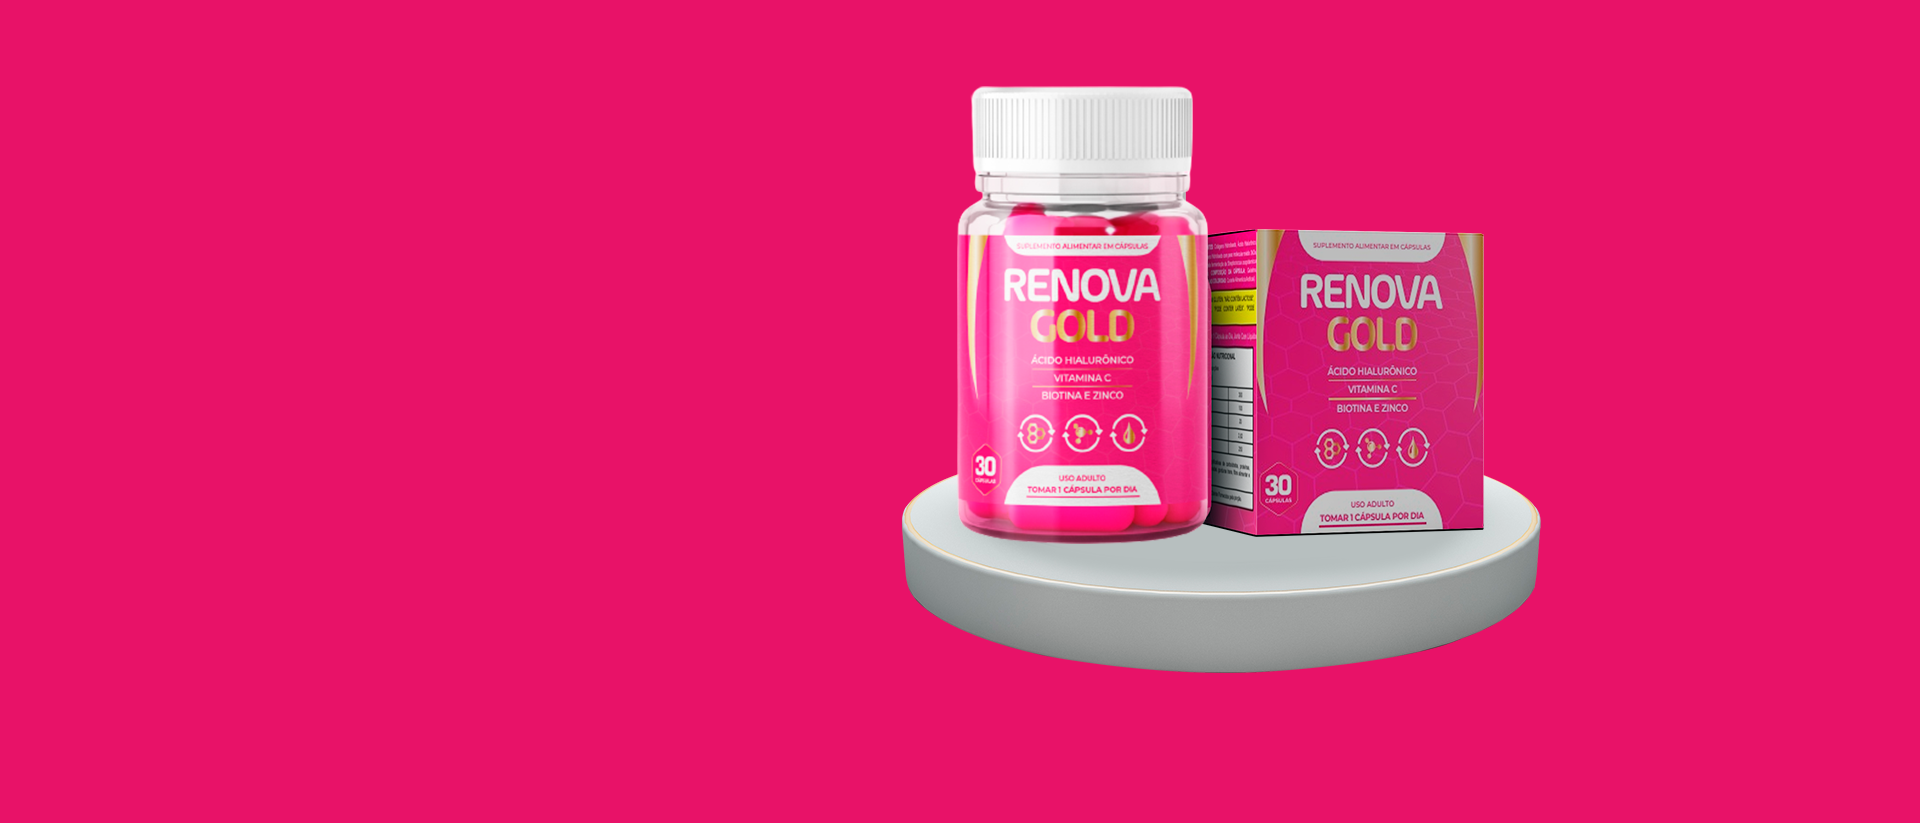 SUPLEMENTO ALIMENTAR EM CÁPSULAS
RENOVA
GOLD
ÁCIDO HIALURÔNICO
VITAMINA C
BIOTINA E ZINCO
30
CÁPSULAS
USO ADULTO
TOMAR 1 CÁPSULA POR DIA
SUPLEMENTO ALIMENTAR EM CÁPSULAS
RENOVA
GOLD
ÁCIDO HIALURÔNICO
VITAMINA C
BIOTINA E ZINCO
30
CÁPSULAS
USO ADULTO
TOMAR 1 CÁPSULA POR DIA